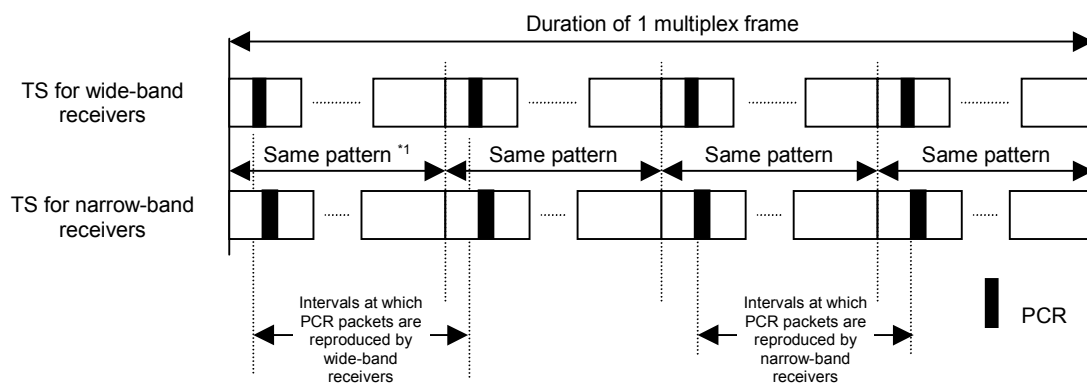 Duration of 1 multiplex frame
TS for wide-band
receivers
Same pattern *1
Same pattern
Same pattern
Same pattern
TS for narrow-band
receivers
Intervals at which
PCR packets are
reproduced by
wide-band
receivers
Intervals at which
PCR packets are
reproduced by
narrow-band
receivers
PCR